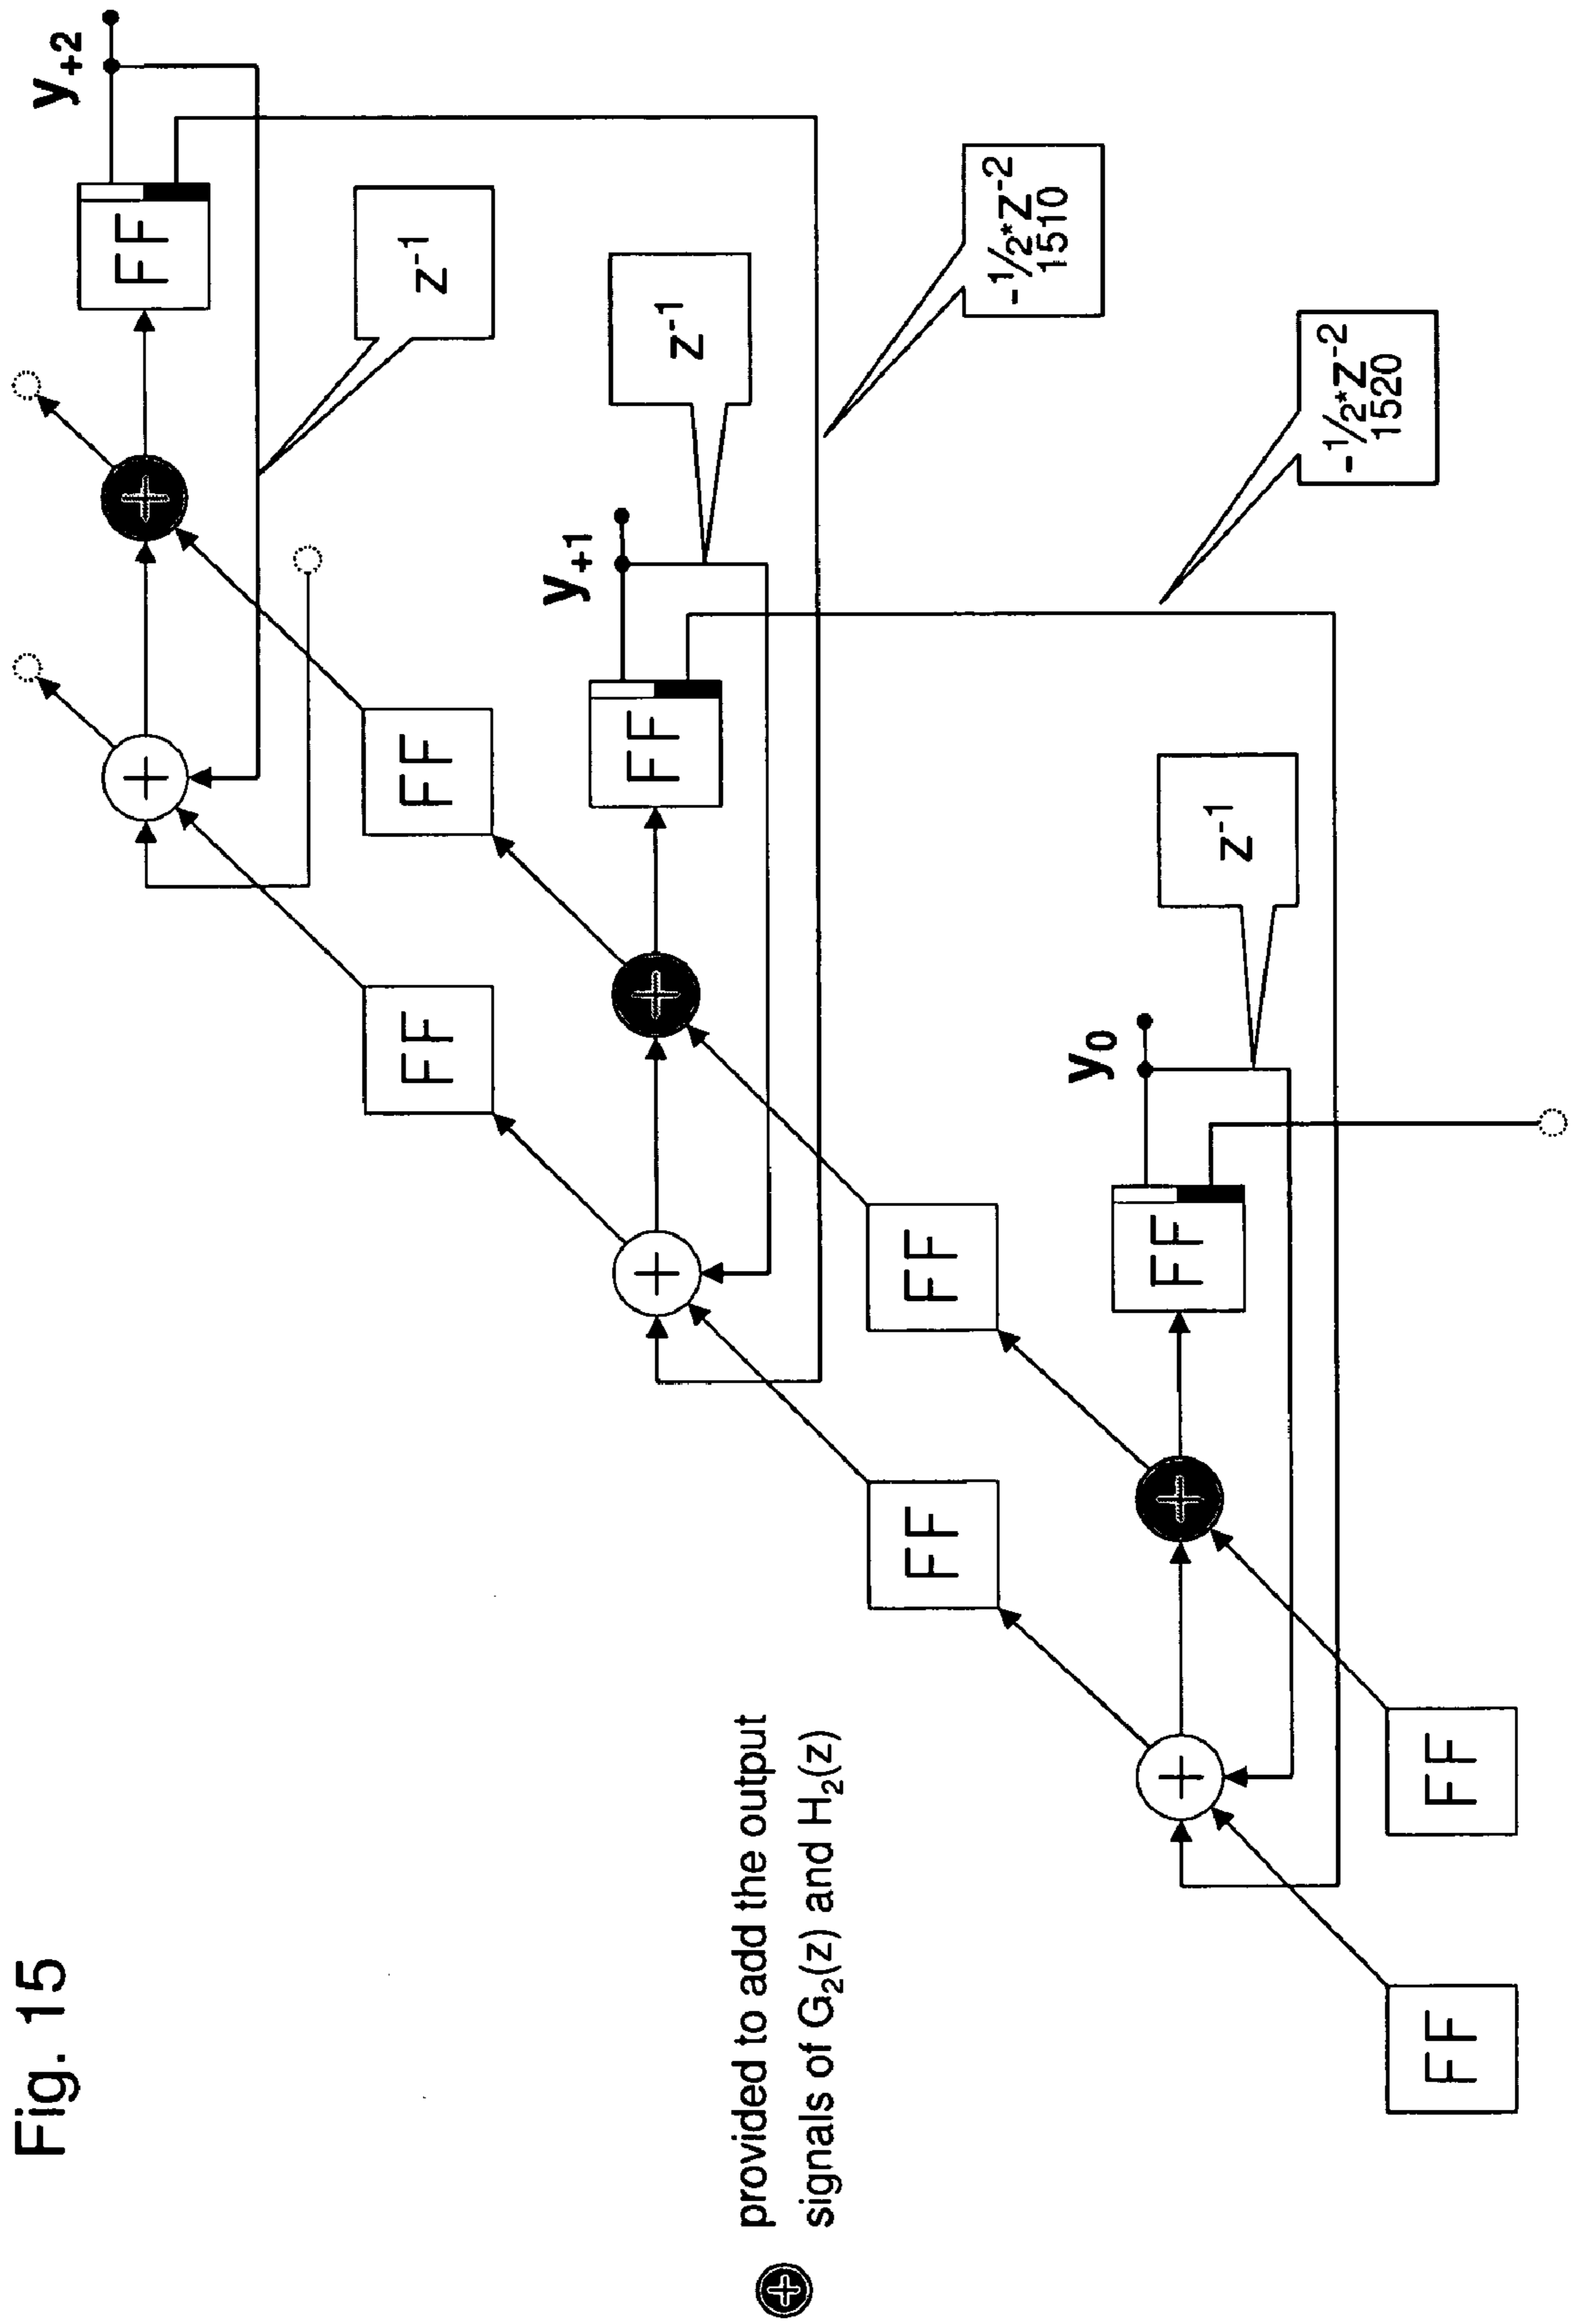 Fig. 15
y+2
FF
FF
FF
z-1
y+1
FF
z-1
provided to add the output
signals of G2(z) and H2(z)
FF
FF
-1/2*z-2
1510
y0
FF
z-1
-1/2*z-2
1520
FF
FF